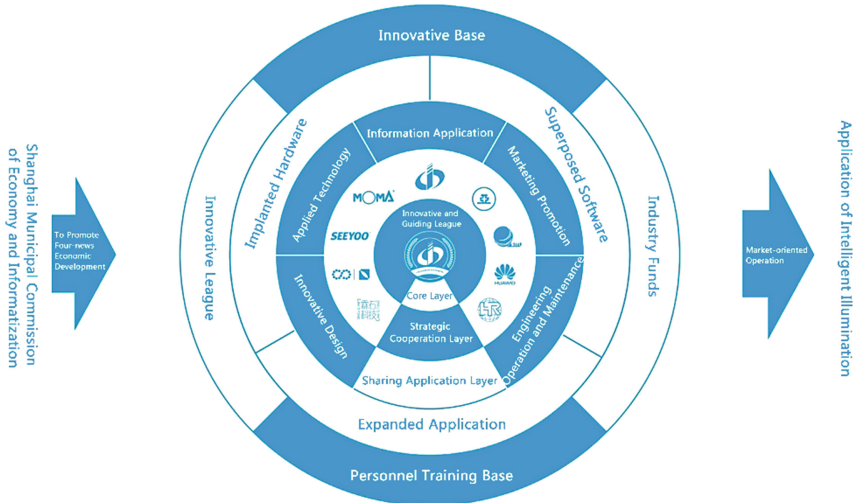 Innovative Base
Shanghai Municipal Commission
of Economy and Informatization
To Promote
Four-news
Economic
Development
Innovative League
Implanted Hardware
Superposed Software
Industry Funds
Information Application
Applied Technology
Marketing Promotion
MOMA
SEEYOO
HUAWEI
Innovative and
Guiding League
Core Layer
Strategic
Cooperation Layer
Innovative Design
Engineering
Operation and Maintenance
Sharing Application Layer
Expanded Application
Personnel Training Base
Market-oriented
Operation
Application of Intelligent Illumination